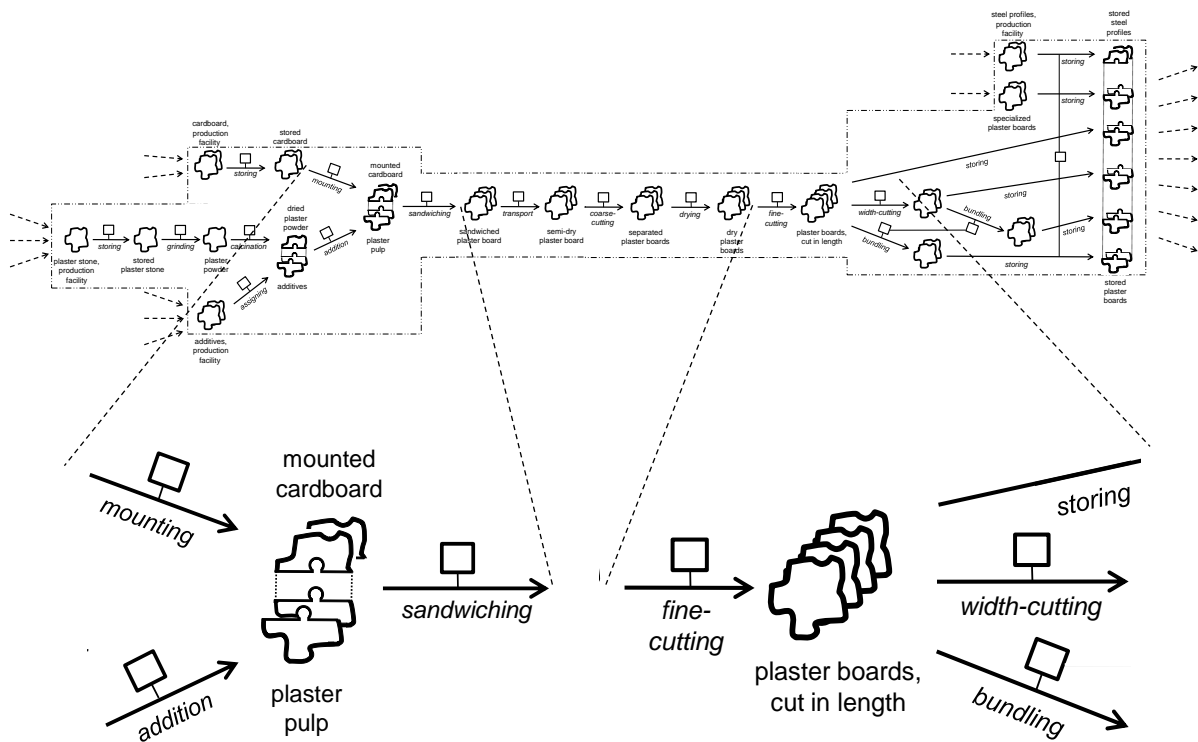 steel profiles,
production
facility
stored
steel
profiles
storing
storing
specialized
plaster boards
cardboard,
production
facility
stored
cardboard
storing
mounting
mounted
cardboard
storing
dried
plaster
powder
sandwiching
transport
coarse-
cutting
drying
fine-
cutting
width-cutting
storing
bundling
storing
grinding
calcination
addition
plaster
pulp
sandwiched
plaster board
semi-dry
plaster board
separated
plaster boards
dry
plaster
boards
plaster boards,
cut in length
bundling
storing
storing
plaster stone,
production
facility
stored
plaster stone
plaster
powder
assigning
additives
stored
plaster
boards
additives,
production
facility
mounted
cardboard
mounting
storing
sandwiching
fine-
cutting
width-cutting
addition
plaster
pulp
plaster boards,
cut in length
bundling